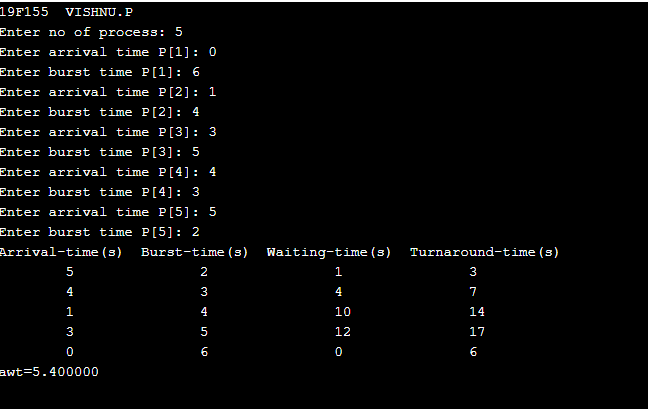 19F155 VISHNU.P
Enter no of process: 5
Enter arrival time P[1]: 0
Enter burst time P[1]: 6
Enter arrival time P[2]: 1
Enter burst time P[2]: 4
Enter arrival time P[3]: 3
Enter burst time P[3]: 5
Enter arrival time P[4]: 4
Enter burst time P[4]: 3
Enter arrival time P[5]: 5
Enter burst time P[5]: 2
Arrival-time(s) Burst-time(s) Waiting-time(s) Turnaround-time(s)
5 2 1 3
4 3 4 7
1 4 10 14
3 5 12 17
0 6 0 6
awt=5.400000